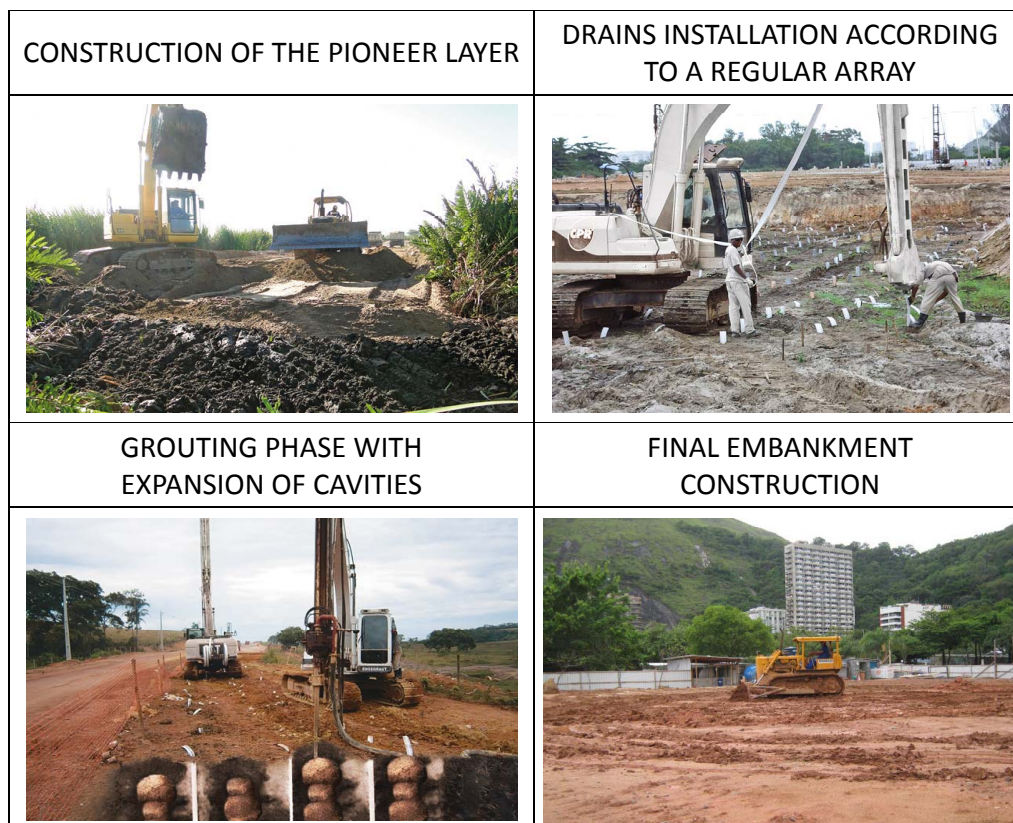 CONSTRUCTION OF THE PIONEER LAYER
DRAINS INSTALLATION ACCORDING
TO A REGULAR ARRAY
CPR
GROUTING PHASE WITH
EXPANSION OF CAVITIES
FINAL EMBANKMENT
CONSTRUCTION